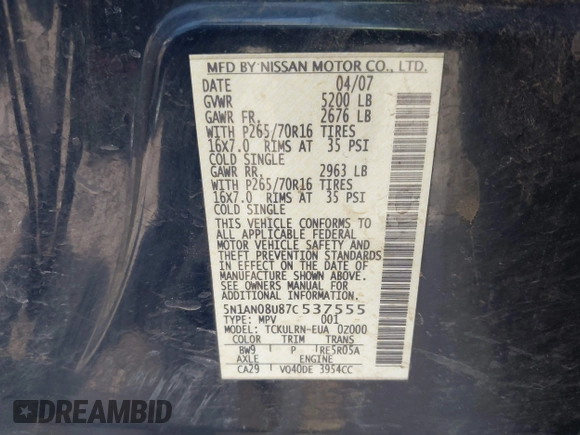 MFD BY NISSAN MOTOR CO., LTD.
DATE 04/07
GVWR 5200 LB
GAWR FR. 2676 LB
WITH P265/70R16 TIRES
16X7.0 RIMS AT 35 PSI
COLD SINGLE
GAWR RR. 2963 LB
WITH P265/70R16 TIRES
16X7.0 RIMS AT 35 PSI
COLD SINGLE
THIS VEHICLE CONFORMS TO
ALL APPLICABLE FEDERAL
MOTOR VEHICLE SAFETY AND
THEFT PREVENTION STANDARDS
IN EFFECT ON THE DATE OF
MANUFACTURE SHOWN ABOVE.
SEE OWNERS MANUAL FOR
ADDITIONAL INFORMATION.
5N1AN08U87C537555
TYPE: MPV 001
MODEL: TCKULRN-EUA 02000
COLOR TRIM TRANS
BW9 P RE5R05A
AXLE ENGINE
CA29 VQ40DE 3954CC
DREAMBID